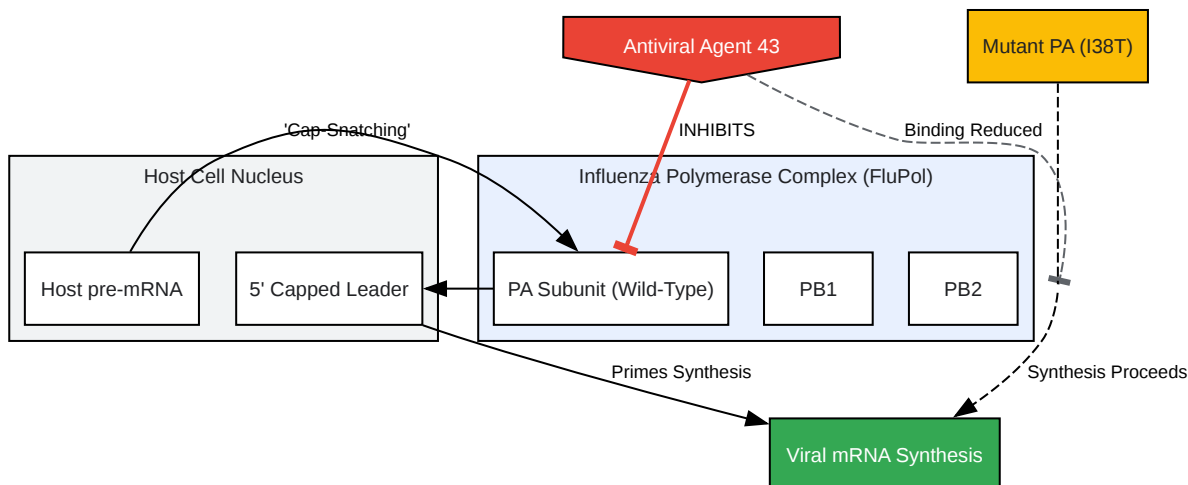 Antiviral Agent 43
Mutant PA (I38T)
'Cap-Snatching'
INHIBITS
Binding Reduced
Host Cell Nucleus
Influenza Polymerase Complex (FluPol)
Host pre-mRNA
5' Capped Leader
PA Subunit (Wild-Type)
PB1
PB2
Primes Synthesis
Synthesis Proceeds
Viral mRNA Synthesis